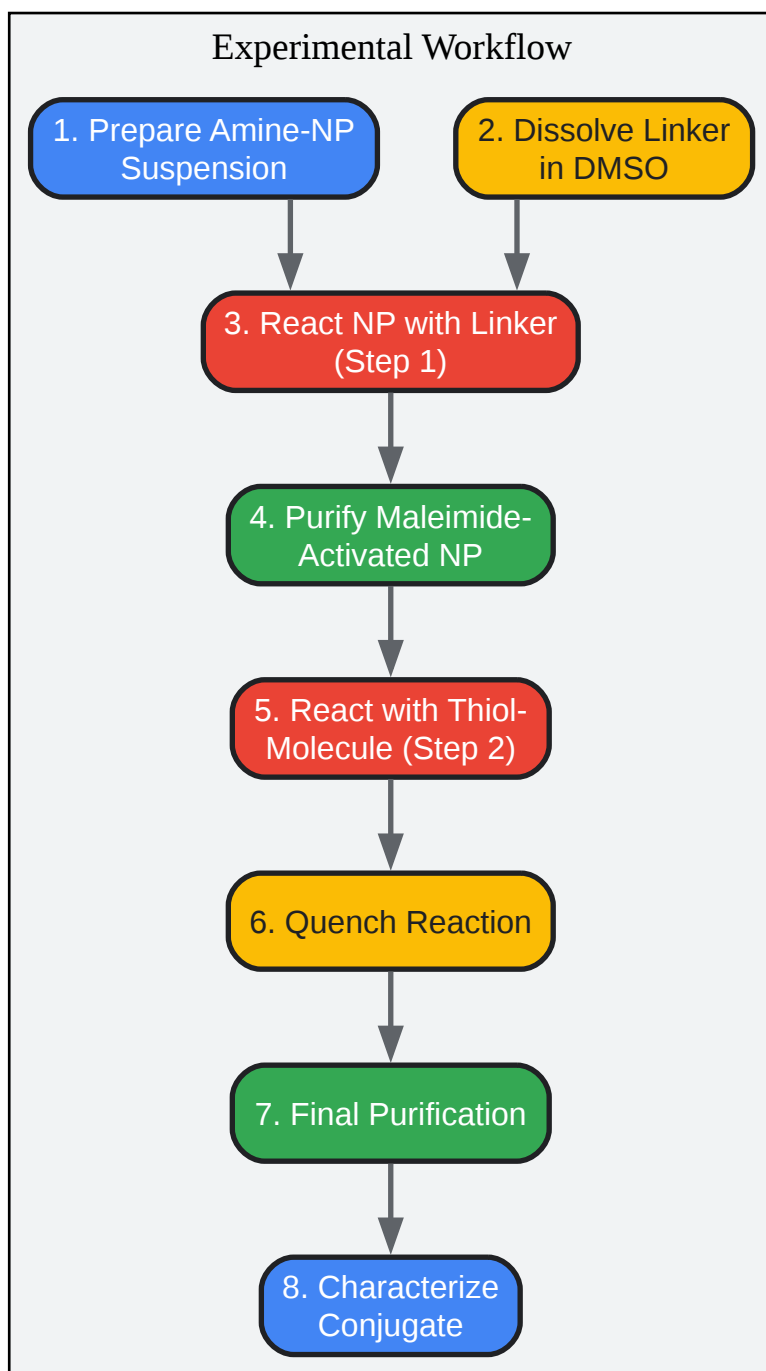 Experimental Workflow
1. Prepare Amine-NP
Suspension
2. Dissolve Linker
in DMSO
3. React NP with Linker
(Step 1)
4. Purify Maleimide-
Activated NP
5. React with Thiol-
Molecule (Step 2)
6. Quench Reaction
7. Final Purification
8. Characterize
Conjugate